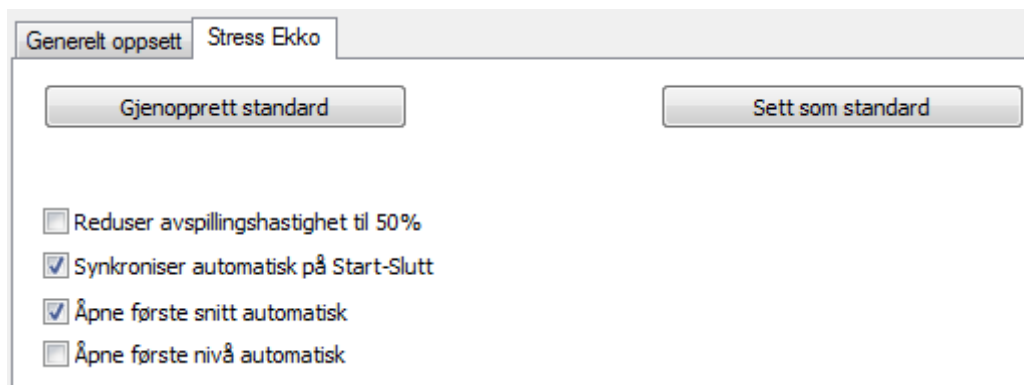 Generelt oppsett Stress Ekko
Gjenopprett standard Sett som standard
Reduser avspillingshastighet til 50%
Synkroniser automatisk på Start-Slutt
Åpne første snitt automatisk
Åpne første nivå automatisk